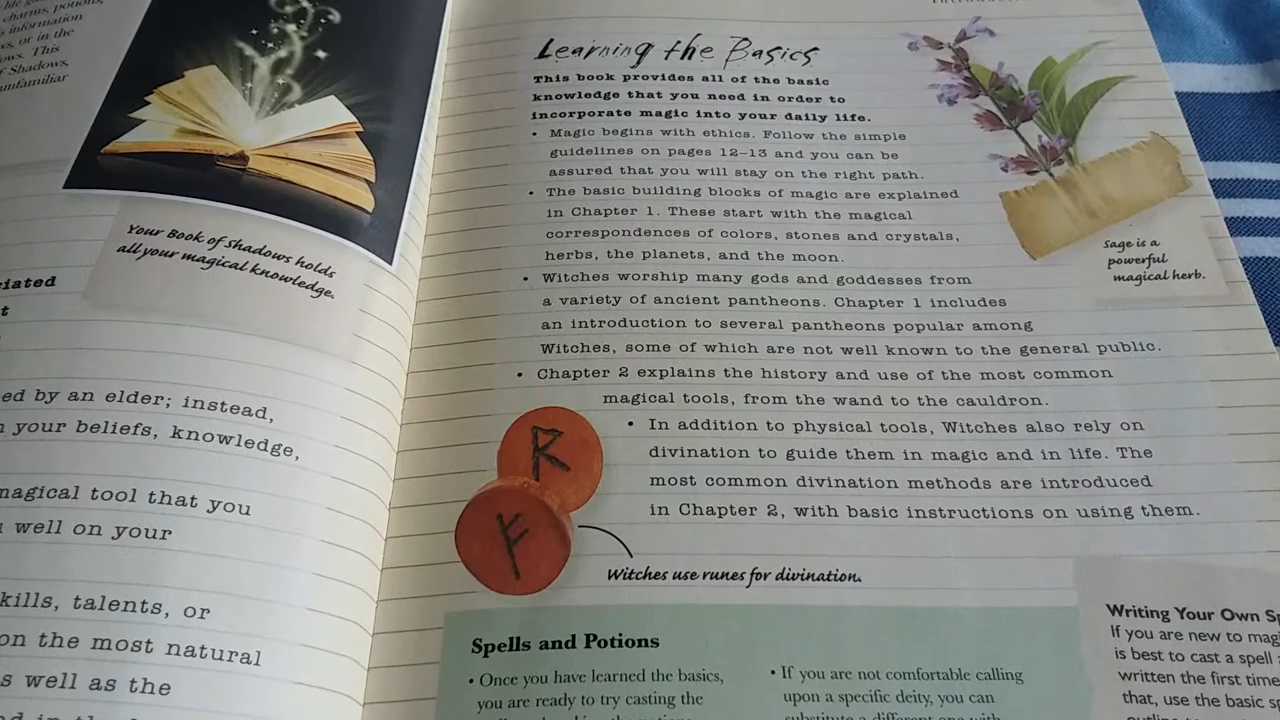 charms, potions,
information
or in the
This
of Shadows,
unfamiliar
Your Book of Shadows holds
all your magical knowledge.
ed by an elder; instead,
your beliefs, knowledge,
magical tool that you
well on your
kills, talents, or
on the most natural
s well as the
Learning the Basics
This book provides all of the basic
knowledge that you need in order to
incorporate magic into your daily life.
• Magic begins with ethics. Follow the simple
guidelines on pages 12–13 and you can be
assured that you will stay on the right path.
• The basic building blocks of magic are explained
in Chapter 1. These start with the magical
correspondences of colors, stones and crystals,
herbs, the planets, and the moon.
• Witches worship many gods and goddesses from
a variety of ancient pantheons. Chapter 1 includes
an introduction to several pantheons popular among
Witches, some of which are not well known to the general public.
• Chapter 2 explains the history and use of the most common
magical tools, from the wand to the cauldron.
• In addition to physical tools, Witches also rely on
divination to guide them in magic and in life. The
most common divination methods are introduced
in Chapter 2, with basic instructions on using them.
Sage is a
powerful
magical herb.
Witches use runes for divination.
Spells and Potions
• Once you have learned the basics,
you are ready to try casting the
• If you are not comfortable calling
upon a specific deity, you can
substitute a different one with
Writing Your Own Sp
If you are new to magi
is best to cast a spell
written the first time
that, use the basic s